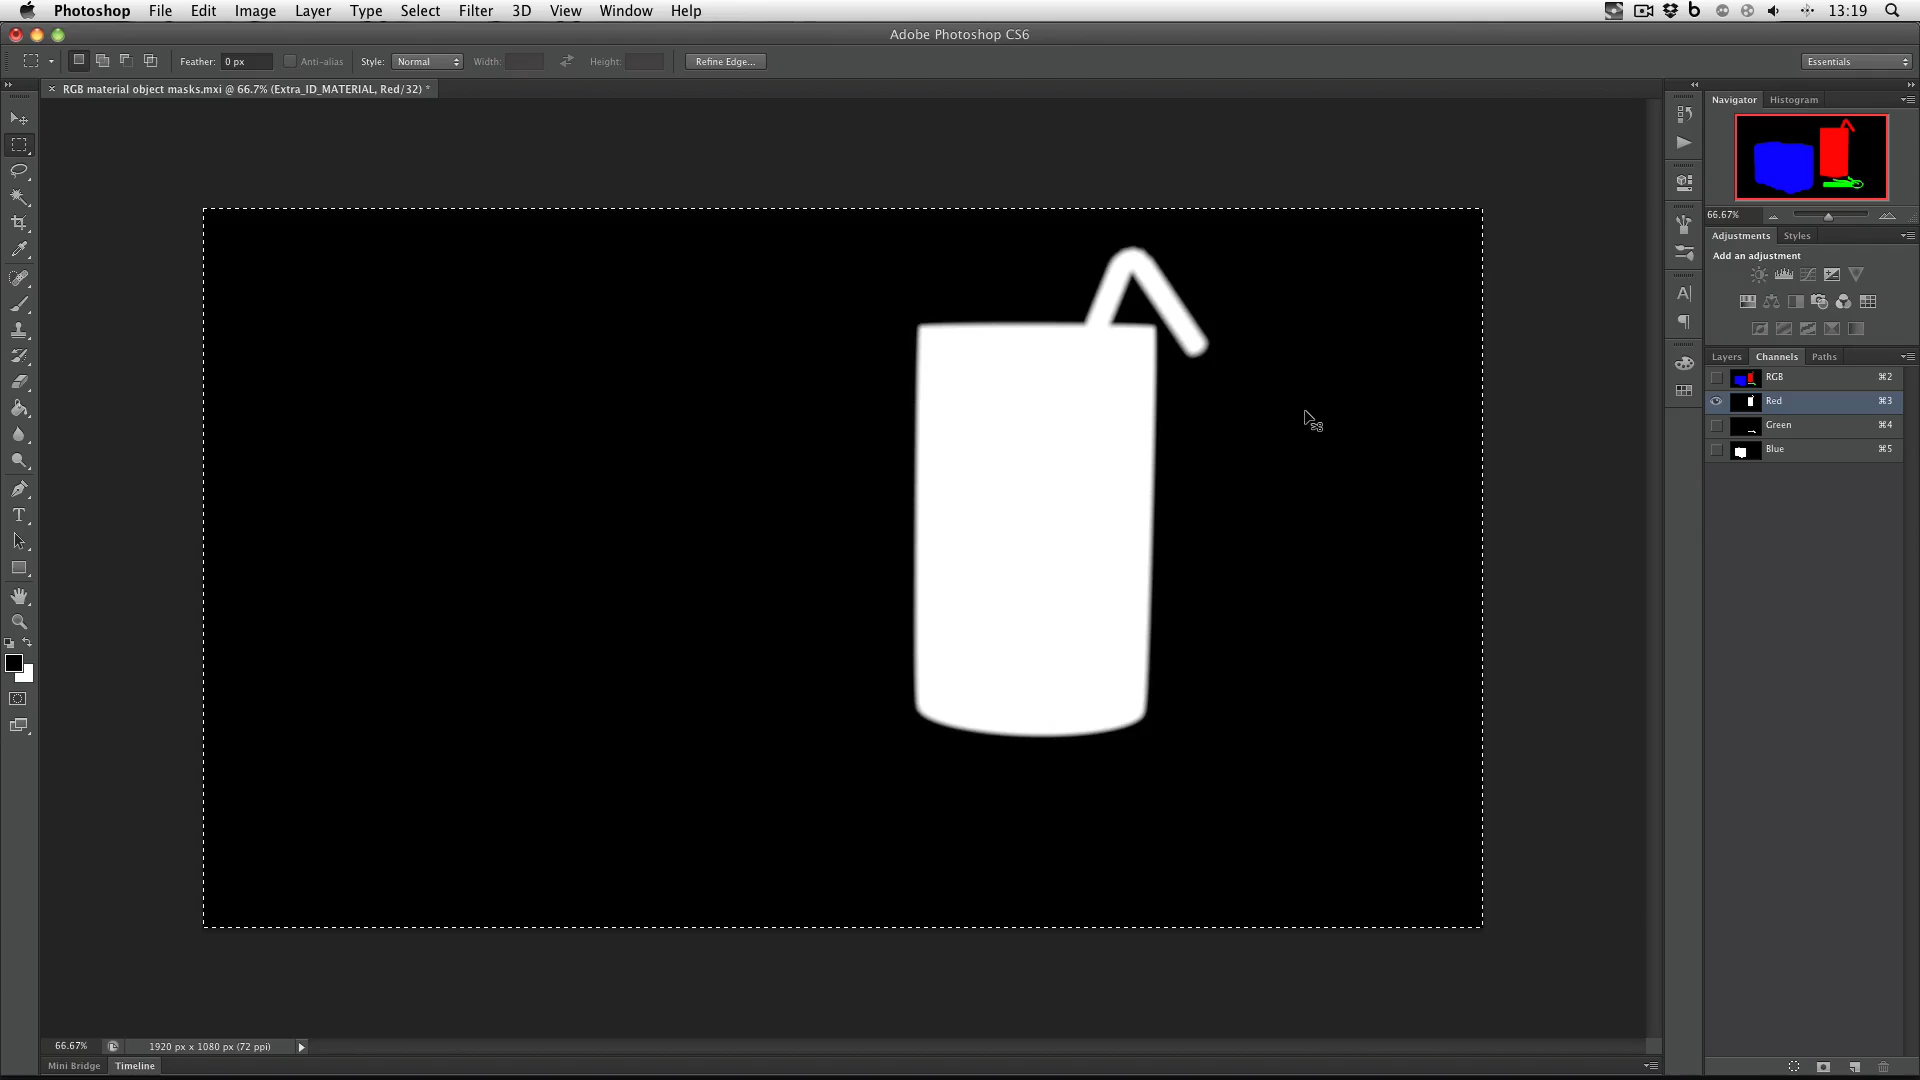 Photoshop File Edit Image Layer Type Select Filter 3D View Window Help 13:19
Adobe Photoshop CS6
Feather: 0 px Anti-alias Style: Normal Width: Height: Refine Edge... Essentials
× RGB material object masks.mxi @ 66.7% (Extra_ID_MATERIAL, Red/32) *
Navigator Histogram
66.67%
Adjustments Styles
Add an adjustment
Layers Channels Paths
RGB ⌘2
Red ⌘3
Green ⌘4
Blue ⌘5
66.67% 1920 px x 1080 px (72 ppi)
Mini Bridge Timeline